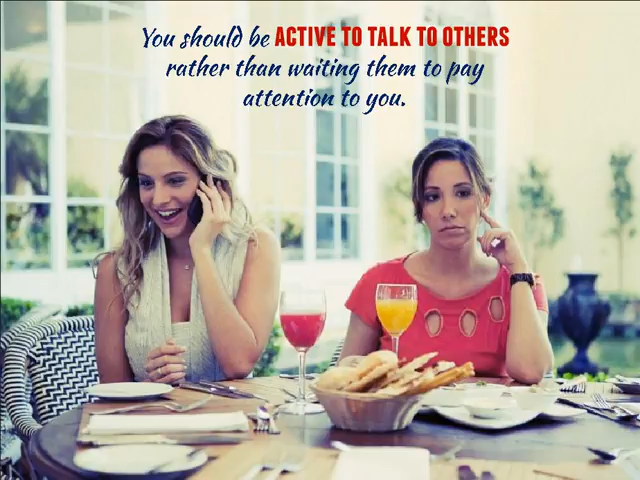 You should be ACTIVE TO TALK TO OTHERS
rather than waiting them to pay
attention to you.